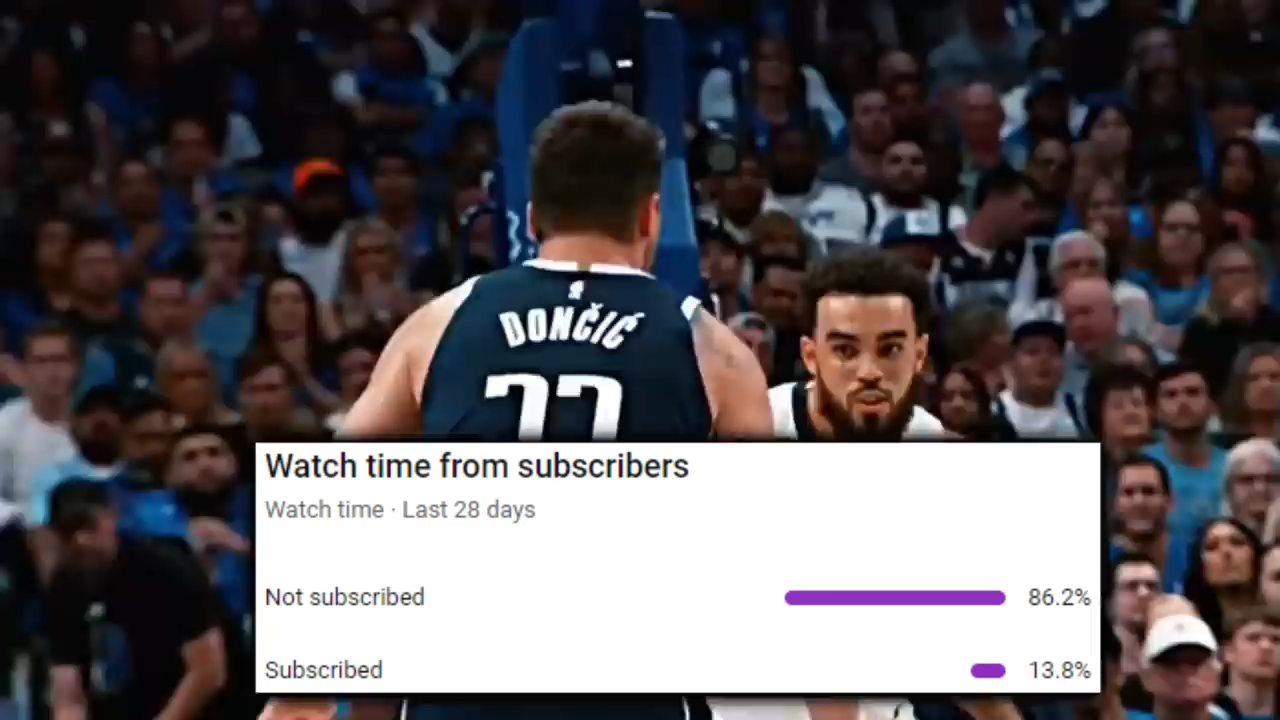 DONČIĆ
77
Watch time from subscribers
Watch time · Last 28 days
Not subscribed 86.2%
Subscribed 13.8%